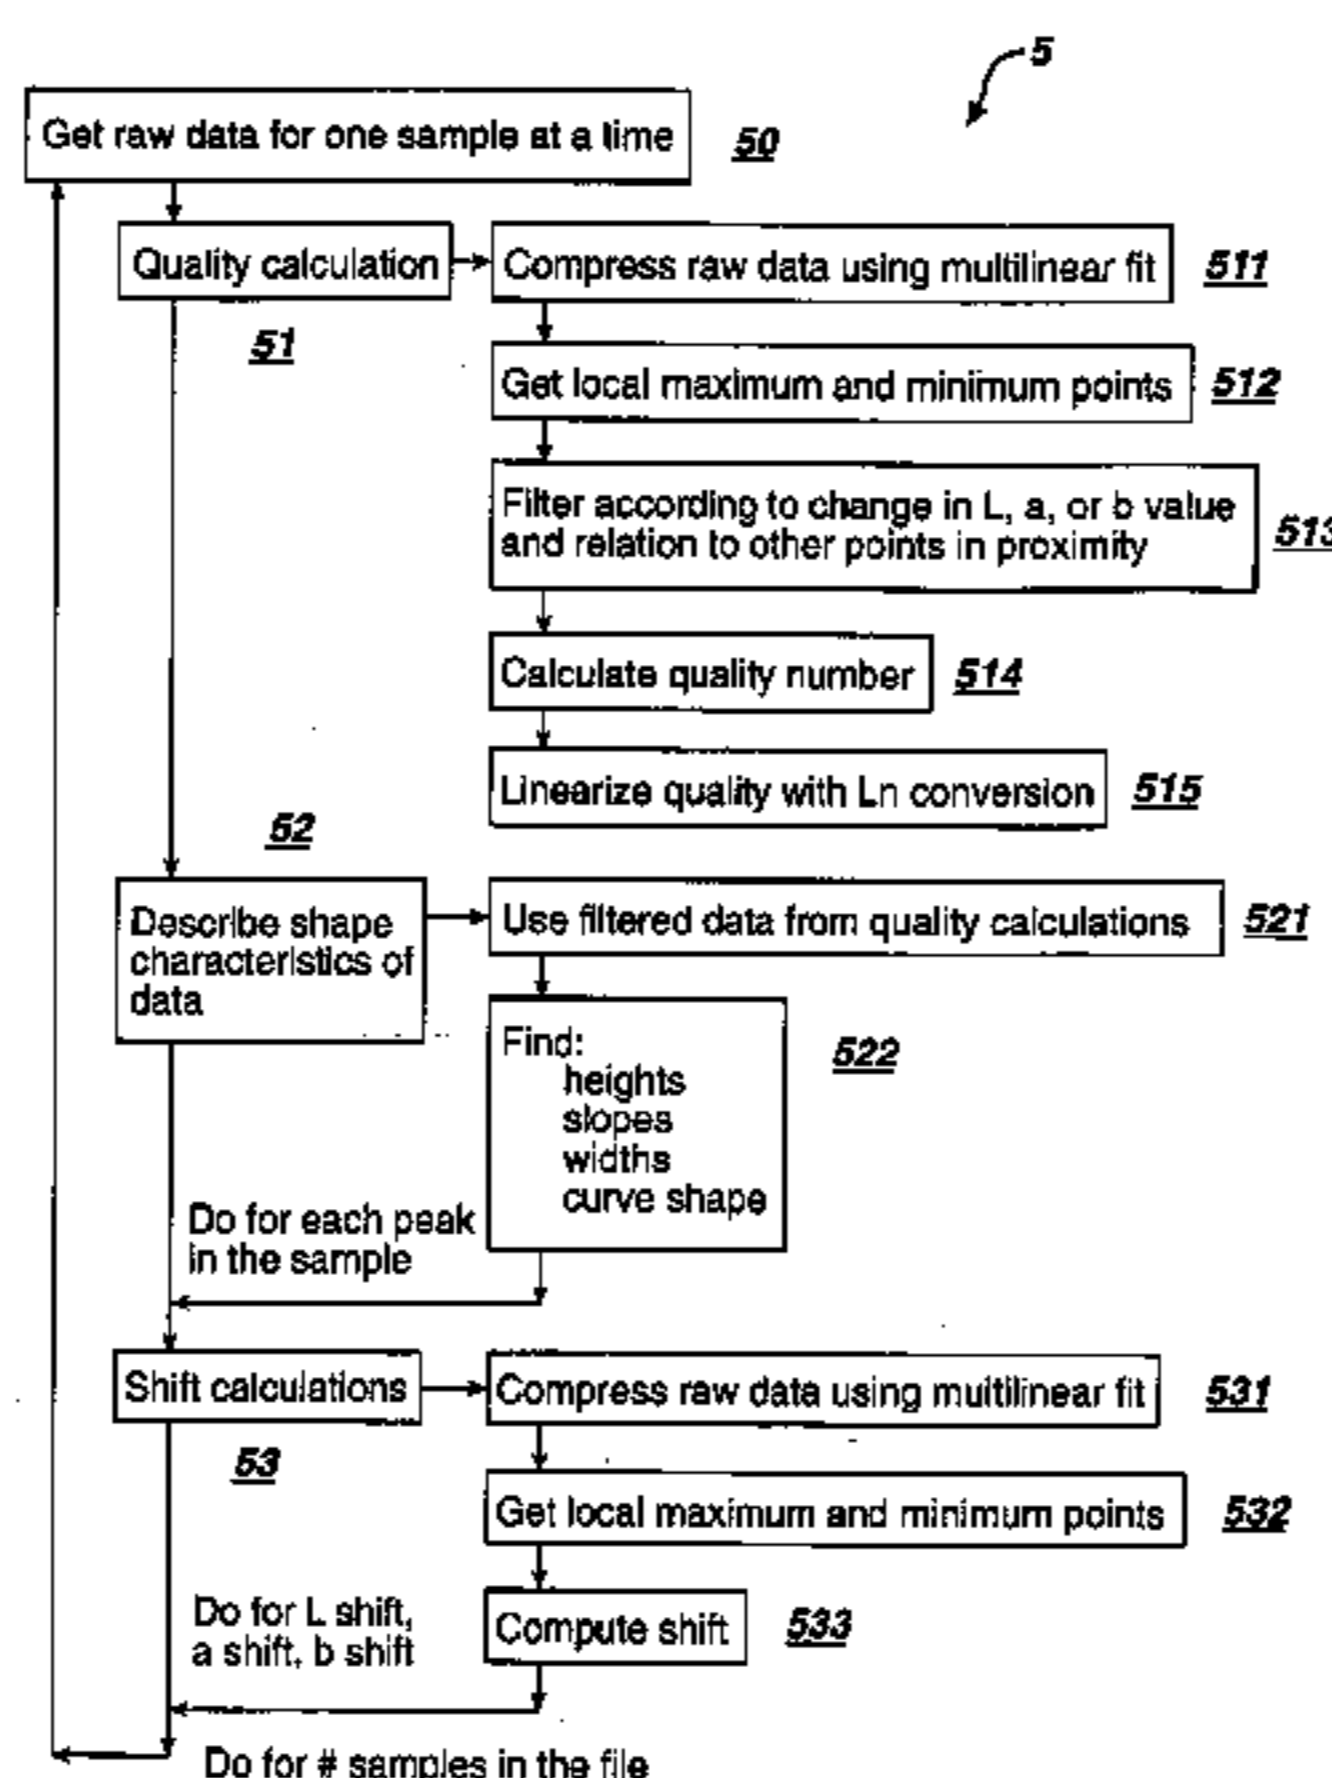 5
Get raw data for one sample at a time
50
Quality calculation
51
Compress raw data using multilinear fit
511
Get local maximum and minimum points
512
Filter according to change in L, a, or b value
and relation to other points in proximity
513
Calculate quality number
514
Linearize quality with Ln conversion
515
52
Describe shape
characteristics of
data
Use filtered data from quality calculations
521
Find:
heights
slopes
widths
curve shape
522
Do for each peak
in the sample
Shift calculations
53
Compress raw data using multilinear fit
531
Get local maximum and minimum points
532
Compute shift
533
Do for L shift,
a shift, b shift
Do for # samples in the file